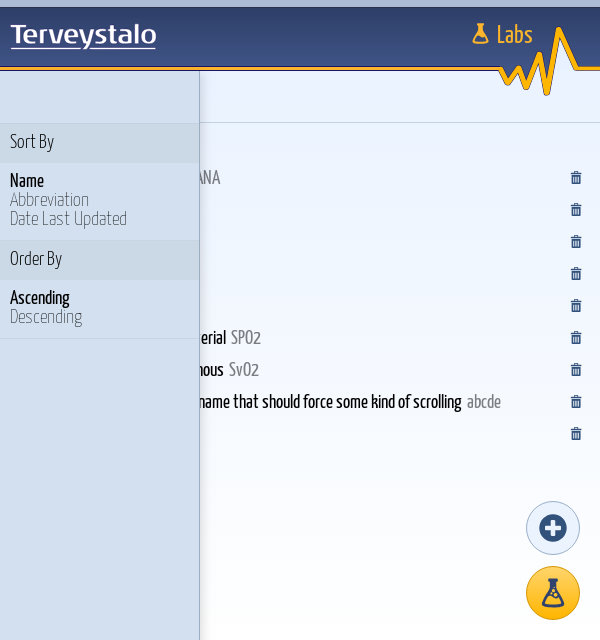 Terveystalo
Labs
Sort By
Name
Abbreviation
Date Last Updated
Order By
Ascending
Descending
ANA
erial SPO2
nous SvO2
name that should force some kind of scrolling abcde